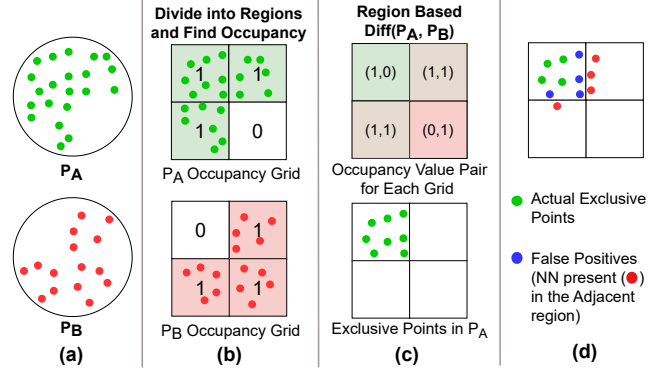 Divide into Regions
and Find Occupancy
Region Based
Diff(PA, PB)
PA
1
1
1
0
PA Occupancy Grid
(1,0)
(1,1)
(1,1)
(0,1)
Occupancy Value Pair
for Each Grid
Actual Exclusive
Points
False Positives
(NN present ( )
in the Adjacent
region)
PB
0
1
1
1
PB Occupancy Grid
Exclusive Points in PA
(a)
(b)
(c)
(d)